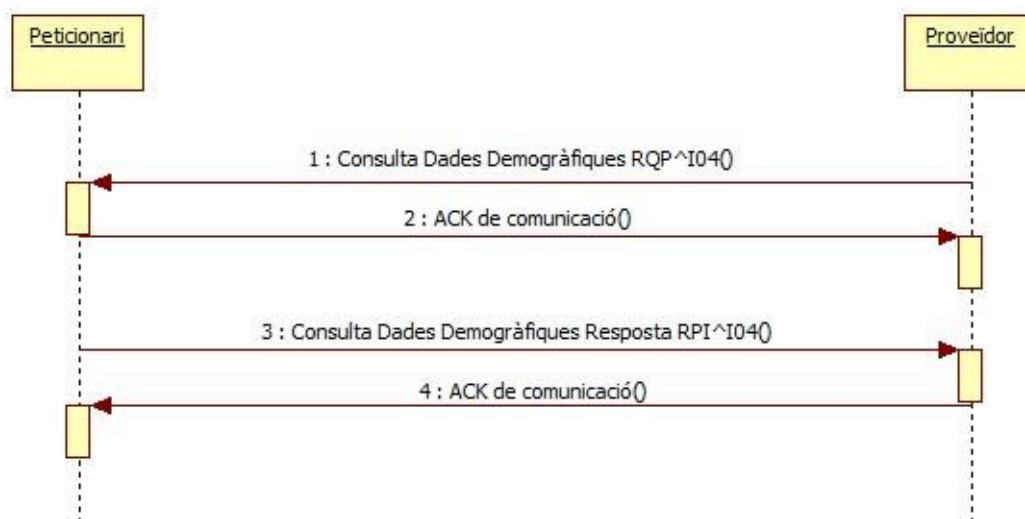 Peticionari
Proveïdor
1 : Consulta Dades Demogràfiques RQP^I04()
2 : ACK de comunicació()
3 : Consulta Dades Demogràfiques Resposta RPI^I04()
4 : ACK de comunicació()